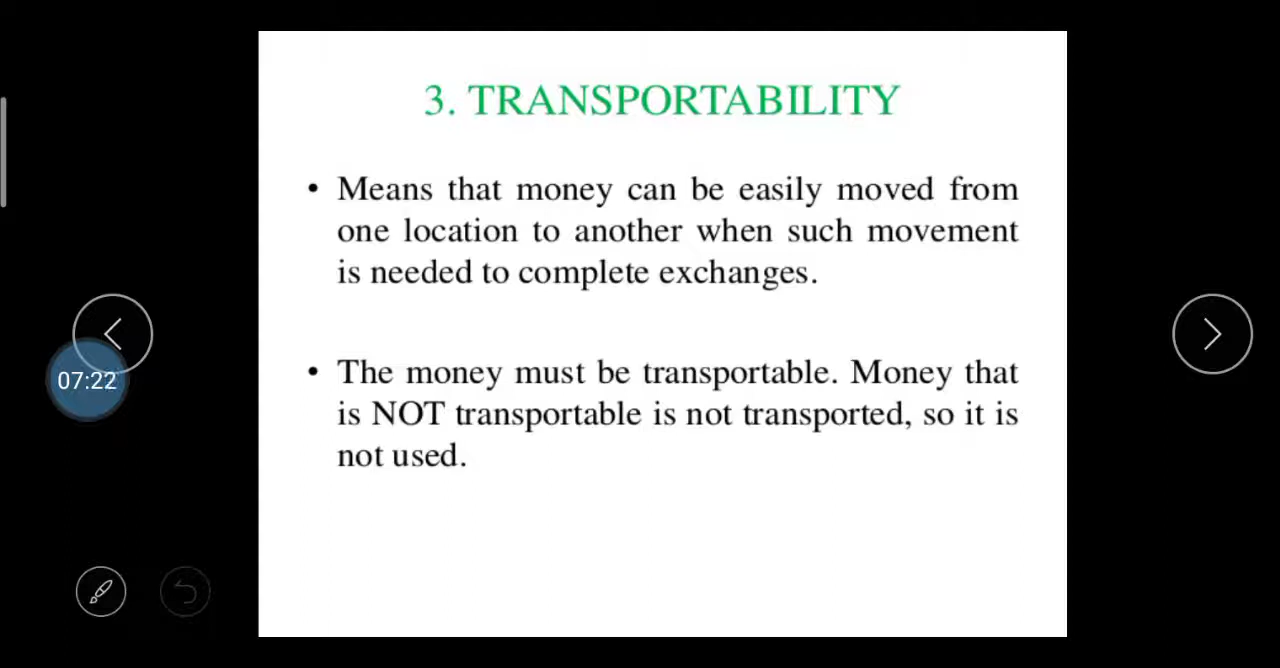 3. TRANSPORTABILITY
• Means that money can be easily moved from
one location to another when such movement
is needed to complete exchanges.
07:22
• The money must be transportable. Money that
is NOT transportable is not transported, so it is
not used.